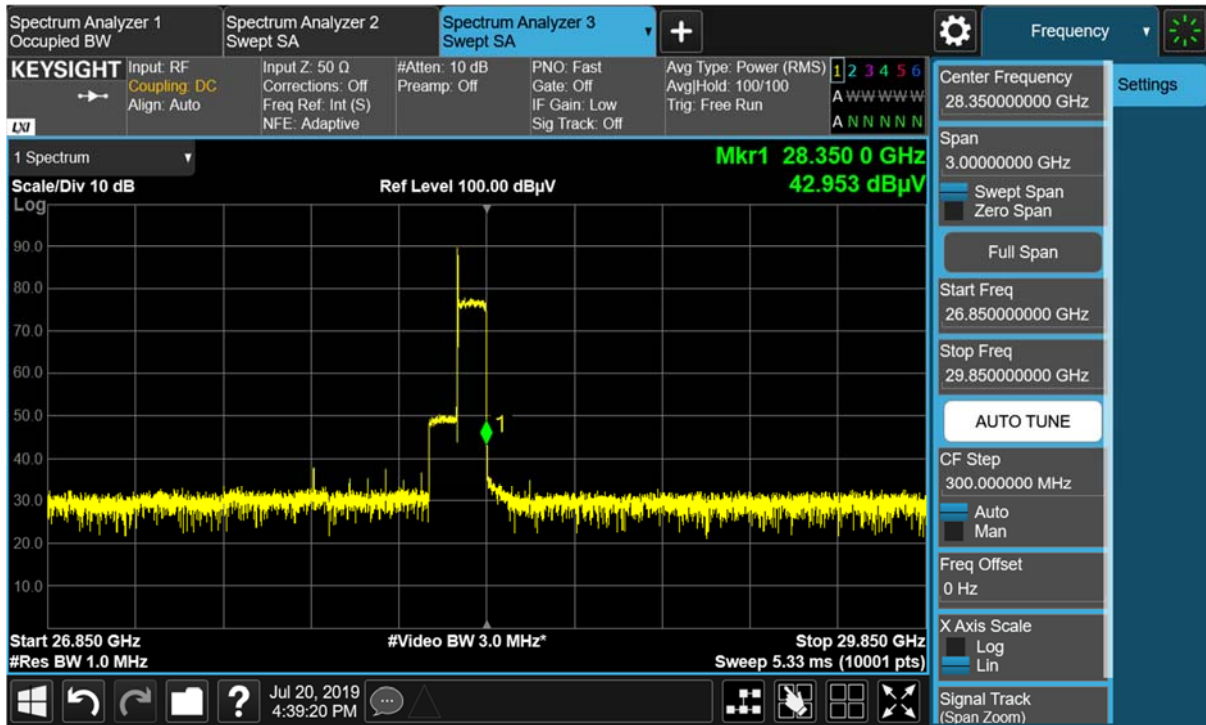 Spectrum Analyzer 1
Occupied BW
Spectrum Analyzer 2
Swept SA
Spectrum Analyzer 3
Swept SA
Frequency
KEYSIGHT
LXI
Input: RF
Coupling: DC
Align: Auto
Input Z: 50 Ω
Corrections: Off
Freq Ref: Int (S)
NFE: Adaptive
#Atten: 10 dB
Preamp: Off
PNO: Fast
Gate: Off
IF Gain: Low
Sig Track: Off
Avg Type: Power (RMS)
Avg|Hold: 100/100
Trig: Free Run
1 2 3 4 5 6
A W W W W W
A N N N N N
1 Spectrum
Scale/Div 10 dB
Ref Level 100.00 dBµV
Mkr1 28.350 0 GHz
42.953 dBµV
Log
90.0
80.0
70.0
60.0
50.0
40.0
30.0
20.0
10.0
1
Start 26.850 GHz
#Video BW 3.0 MHz*
Stop 29.850 GHz
#Res BW 1.0 MHz
Sweep 5.33 ms (10001 pts)
Jul 20, 2019
4:39:20 PM
Center Frequency
28.350000000 GHz
Settings
Span
3.00000000 GHz
Swept Span
Zero Span
Full Span
Start Freq
26.850000000 GHz
Stop Freq
29.850000000 GHz
AUTO TUNE
CF Step
300.000000 MHz
Auto
Man
Freq Offset
0 Hz
X Axis Scale
Log
Lin
Signal Track
(Span Zoom)